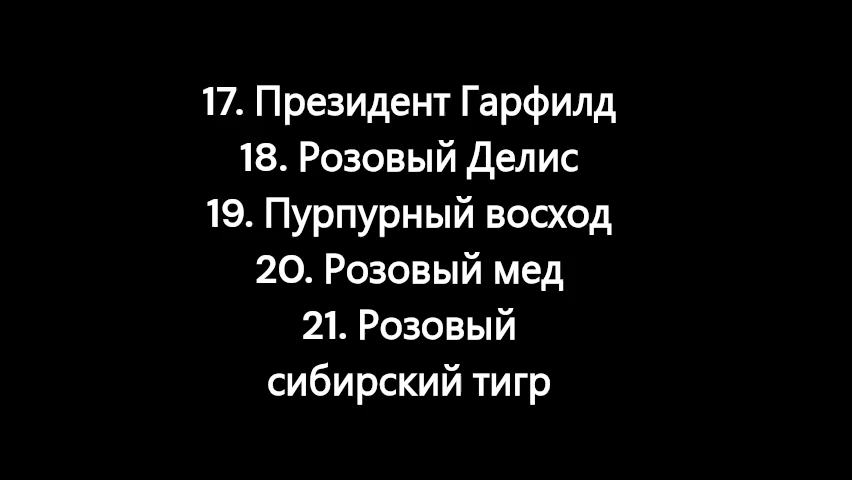 17. Президент Гарфилд
18. Розовый Делис
19. Пурпурный восход
20. Розовый мед
21. Розовый
сибирский тигр